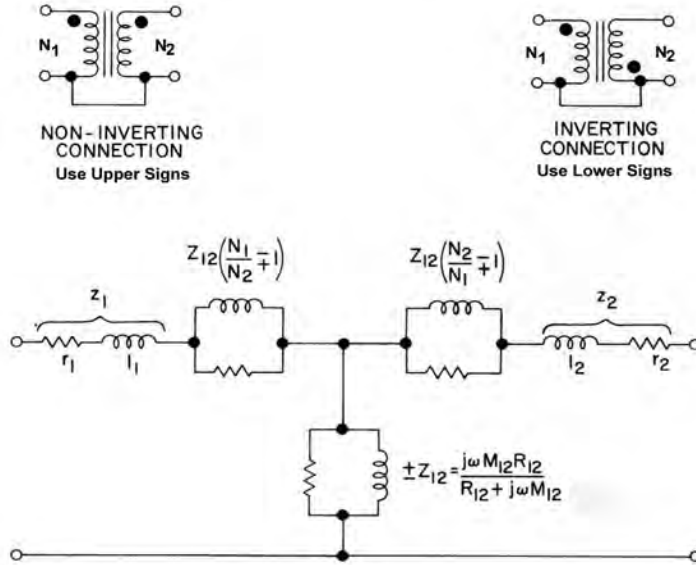 N₁ N₂
NON-INVERTING
CONNECTION
Use Upper Signs
N₁ N₂
INVERTING
CONNECTION
Use Lower Signs
Z₁₂(N₁/N₂ ∓ 1)
Z₁₂(N₂/N₁ ∓ 1)
z₁
z₂
r₁ l₁
l₂ r₂
±Z₁₂ = jωM₁₂R₁₂/R₁₂ + jωM₁₂